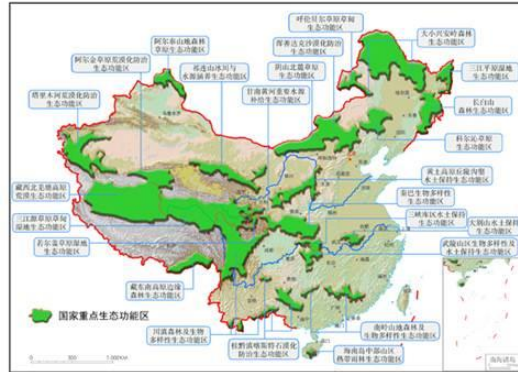 呼伦贝尔草原草甸
生态功能区
阿尔泰山地森林草
原生态功能区
浑善达克沙漠化防治
生态功能区
大小兴安岭森林
生态功能区
阿尔金草原荒漠化防治
生态功能区
祁连山冰川与
水源涵养生态功能区
阴山北麓草原
生态功能区
三江平原湿地
生态功能区
塔里木河荒漠化防治
生态功能区
甘南黄河重要水源
补给生态功能区
长白山
森林生态功能区
科尔沁草原
生态功能区
黄土高原丘陵沟壑
水土保持生态功能区
藏西北羌塘高原
荒漠生态功能区
秦巴生物多样性
生态功能区
三江源草原草甸
湿地生态功能区
三峡库区水土保持
生态功能区
大别山水土保持
生态功能区
若尔盖草原湿地
生态功能区
武陵山区生物多样性及
水土保持生态功能区
藏东南高原边缘
森林生态功能区
国家重点生态功能区
川滇森林及生物
多样性生态功能区
桂黔滇喀斯特石漠化
防治生态功能区
南岭山地森林及
生物多样性生态功能区
海南岛中部山区
热带雨林生态功能区
南海诸岛